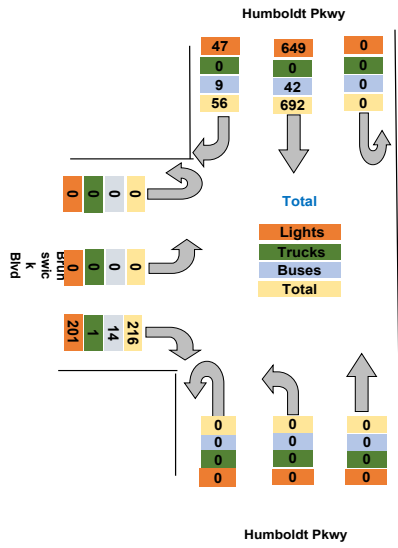 Humboldt Pkwy
47 649 0
0 0 0
9 42 0
56 692 0
0 0 0 0
Total
Lights
Trucks
Buses
Total
Brun
swic
k
Blvd
0 0 0 0
201 1 14 216
0 0 0
0 0 0
0 0 0
0 0 0
Humboldt Pkwy